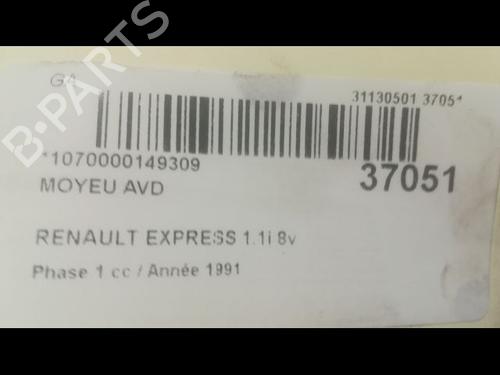 GA
31130501 3705*
*1070000149309
37051
MOYEU AVD
RENAULT EXPRESS 1.1i 8v
Phase 1 cc / Année 1991
B-PARTS